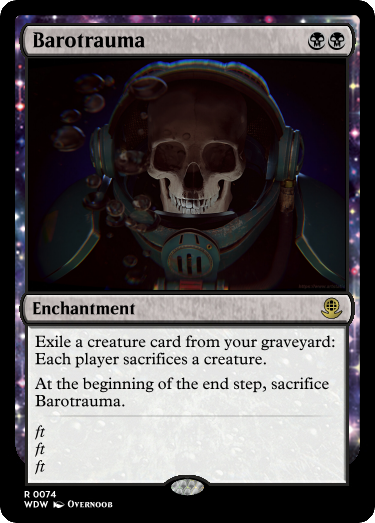 Barotrauma
Enchantment
Exile a creature card from your graveyard:
Each player sacrifices a creature.
At the beginning of the end step, sacrifice
Barotrauma.
ft
ft
ft
R 0074
WDW Overnoob